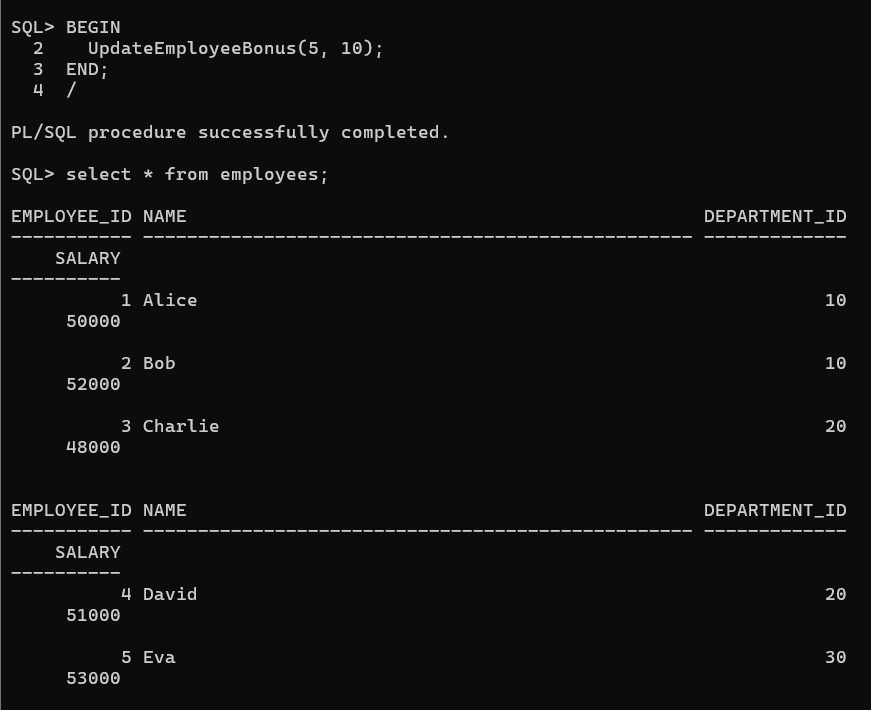 SQL> BEGIN
  2    UpdateEmployeeBonus(5, 10);
  3  END;
  4  /
PL/SQL procedure successfully completed.
SQL> select * from employees;
EMPLOYEE_ID NAME                                               DEPARTMENT_ID
----------- -------------------------------------------------- -------------
    SALARY
----------
          1 Alice                                                         10
     50000
          2 Bob                                                           10
     52000
          3 Charlie                                                       20
     48000
EMPLOYEE_ID NAME                                               DEPARTMENT_ID
----------- -------------------------------------------------- -------------
    SALARY
----------
          4 David                                                         20
     51000
          5 Eva                                                           30
     53000